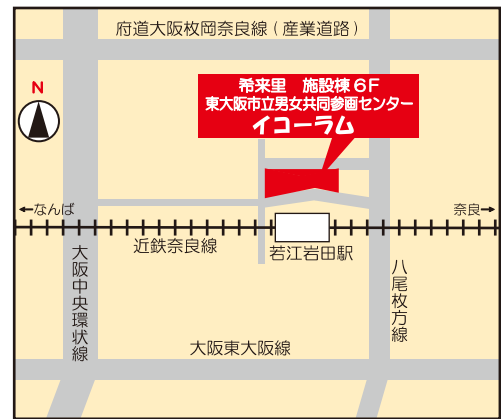 府道大阪枚岡奈良線(産業道路)
N
希来里 施設棟6F
東大阪市立男女共同参画センター
イコーラム
←なんば
奈良→
近鉄奈良線
若江岩田駅
大阪中央環状線
八尾枚方線
大阪東大阪線